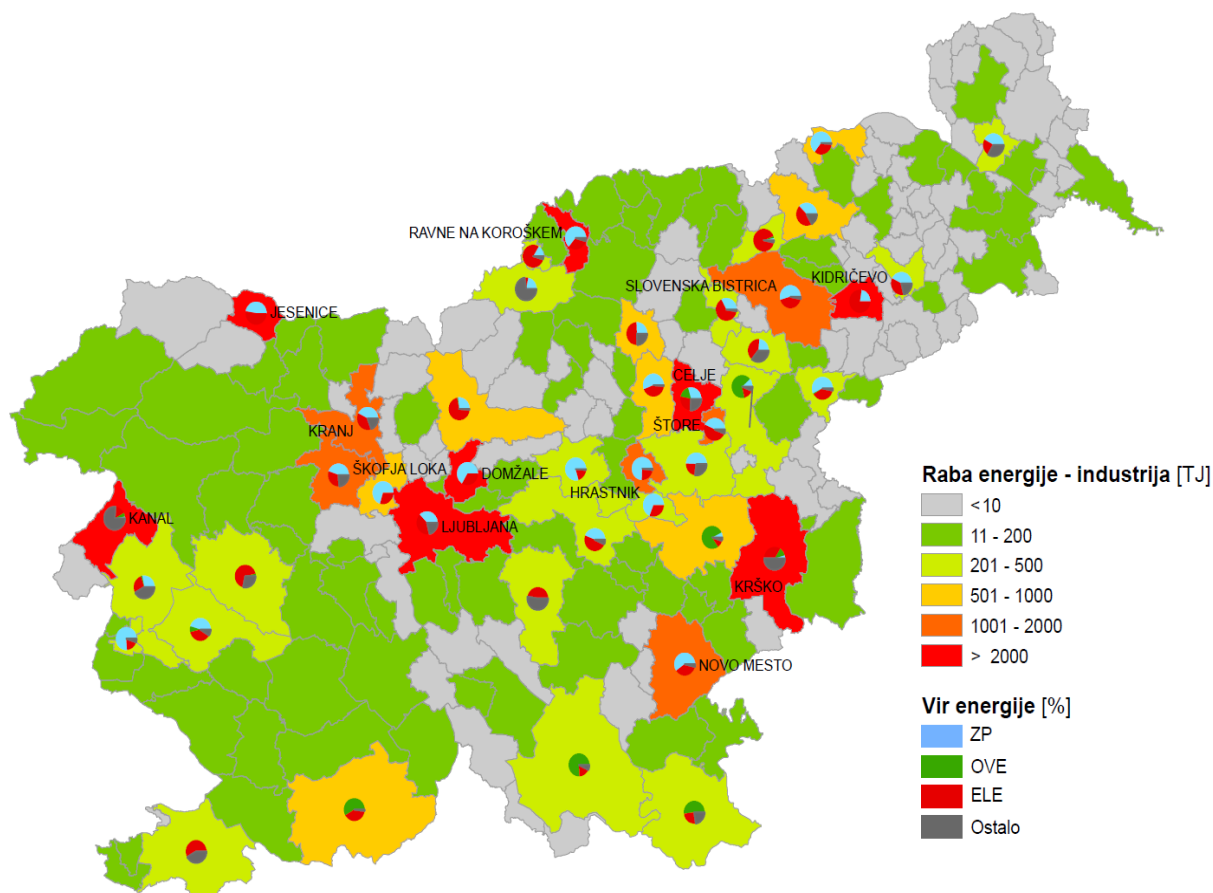 RAVNE NA KOROŠKEM
SLOVENSKA BISTRICA
KIDRIČEVO
JESENICE
CELJE
KRANJ
ŠTORE
ŠKOFJA LOKA
DOMŽALE
HRASTNIK
KANAL
LJUBLJANA
KRŠKO
NOVO MESTO
Raba energije - industrija [TJ]
<10
11 - 200
201 - 500
501 - 1000
1001 - 2000
> 2000
Vir energije [%]
ZP
OVE
ELE
Ostalo